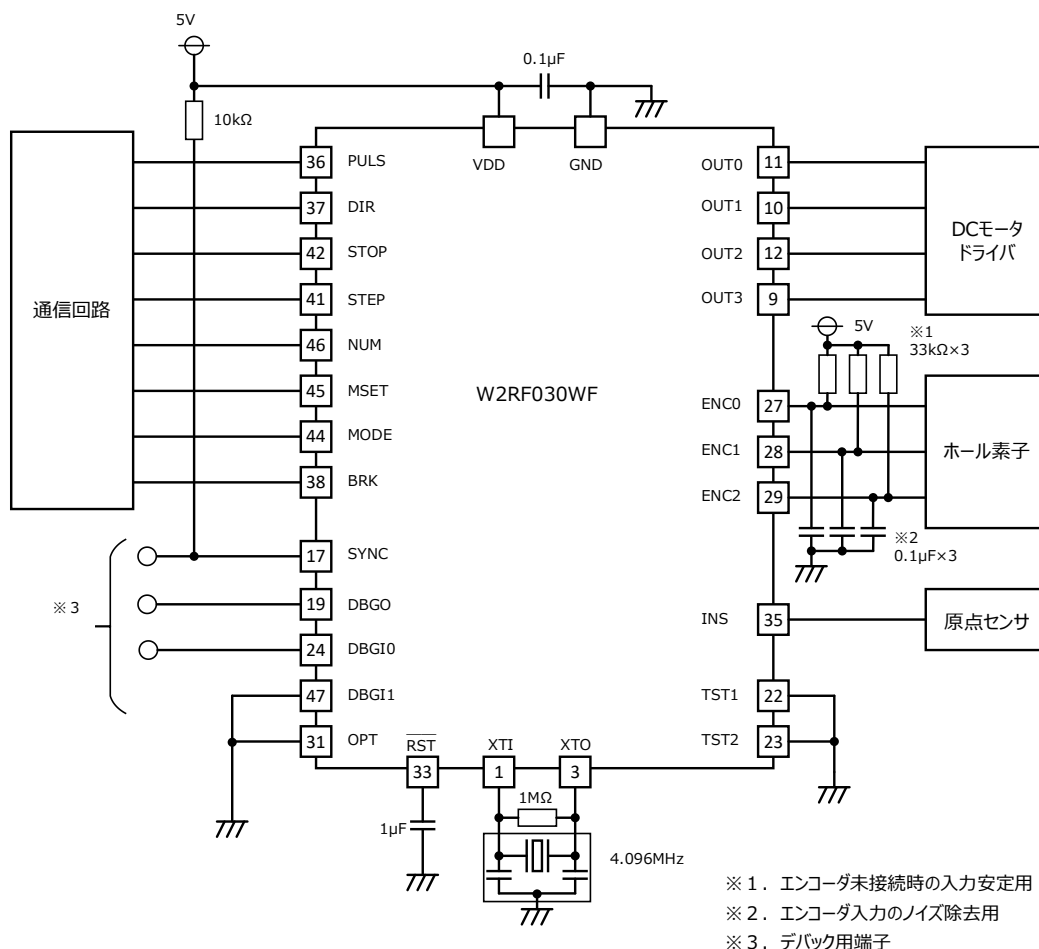 5V
0.1µF
10kΩ
VDD
GND
通信回路
36 PULS
37 DIR
42 STOP
41 STEP
46 NUM
45 MSET
44 MODE
38 BRK
17 SYNC
19 DBGO
24 DBGI0
47 DBGI1
31 OPT
※3
W2RF030WF
OUT0 11
OUT1 10
OUT2 12
OUT3 9
DCモータ
ドライバ
5V
※1
33kΩ×3
ENC0 27
ENC1 28
ENC2 29
ホール素子
※2
0.1µF×3
INS 35
原点センサ
TST1 22
TST2 23
RST
33
XTI
1
XTO
3
1MΩ
1µF
4.096MHz
※1．エンコーダ未接続時の入力安定用
※2．エンコーダ入力のノイズ除去用
※3．デバック用端子